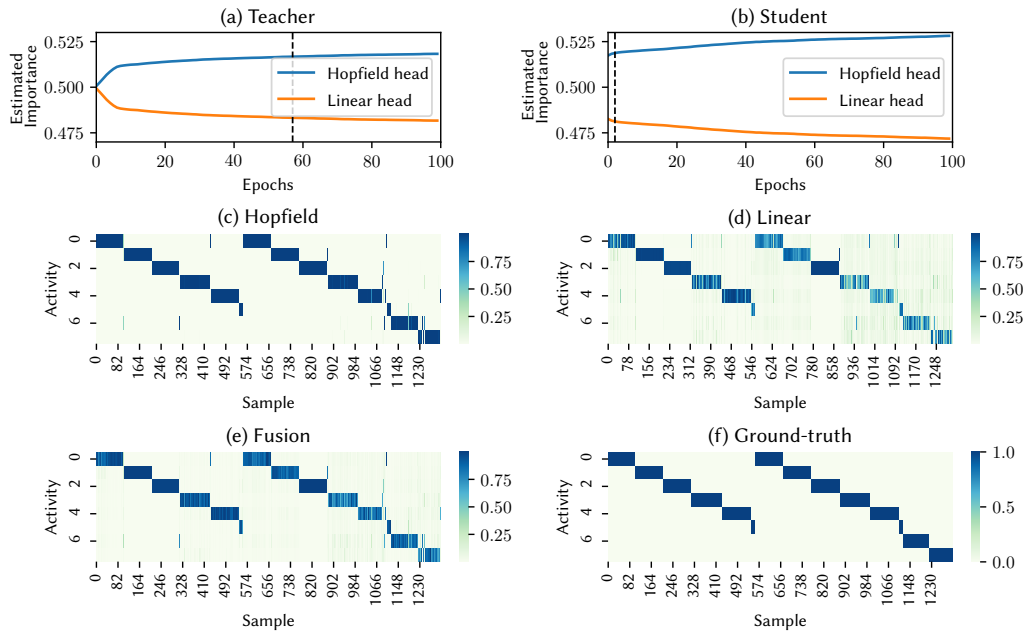 (a) Teacher
0.525
0.500
0.475
Estimated
Importance
Hopfield head
Linear head
0 20 40 60 80 100
Epochs
(b) Student
0.525
0.500
0.475
Estimated
Importance
Hopfield head
Linear head
0 20 40 60 80 100
Epochs
(c) Hopfield
0 2 4 6
Activity
0 82 164 246 328 410 492 574 656 738 820 902 984 1066 1148 1230
Sample
0.75
0.50
0.25
(d) Linear
0 2 4 6
Activity
0 78 156 234 312 390 468 546 624 702 780 858 936 1014 1092 1170 1248
Sample
0.75
0.50
0.25
(e) Fusion
0 2 4 6
Activity
0 82 164 246 328 410 492 574 656 738 820 902 984 1066 1148 1230
Sample
0.75
0.50
0.25
(f) Ground-truth
0 2 4 6
Activity
0 82 164 246 328 410 492 574 656 738 820 902 984 1066 1148 1230
Sample
1.0
0.5
0.0